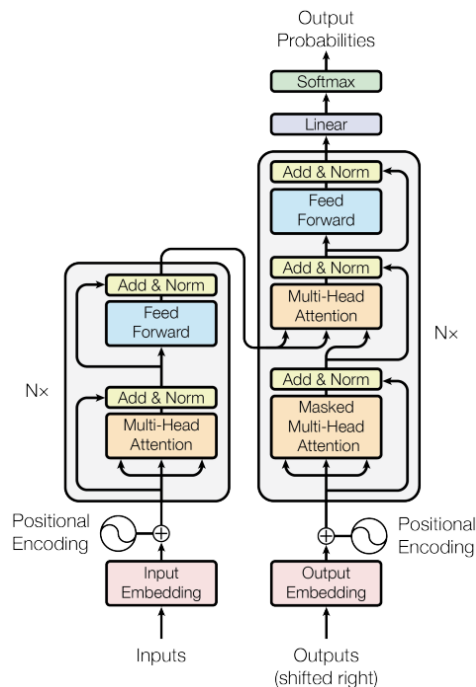 Output
Probabilities
Softmax
Linear
Add & Norm
Feed
Forward
Add & Norm
Multi-Head
Attention
Nx
Add & Norm
Masked
Multi-Head
Attention
Positional
Encoding
Output
Embedding
Outputs
(shifted right)
Add & Norm
Feed
Forward
Nx
Add & Norm
Multi-Head
Attention
Positional
Encoding
Input
Embedding
Inputs